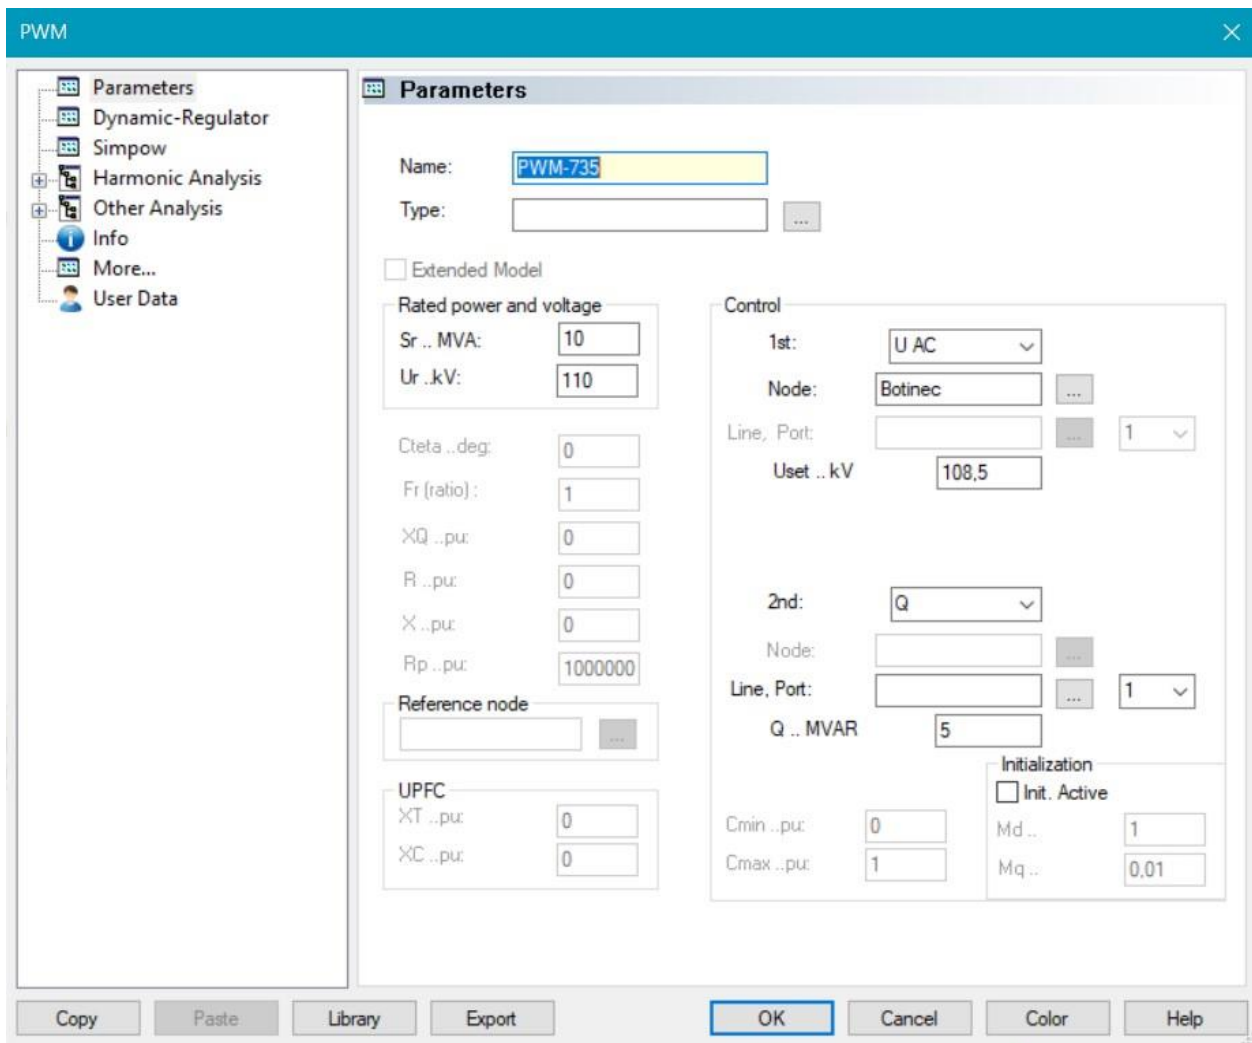 PWM
Parameters
Dynamic-Regulator
Simpow
Harmonic Analysis
Other Analysis
Info
More...
User Data
Parameters
Name: PWM-735
Type: ...
Extended Model
Rated power and voltage
Sr .. MVA: 10
Ur ..kV: 110
Cteta ..deg: 0
Fr (ratio) : 1
XQ ..pu: 0
R ..pu: 0
X ..pu: 0
Rp ..pu: 1000000
Reference node
...
UPFC
XT ..pu: 0
XC ..pu: 0
Control
1st: U AC
Node: Botinec ...
Line, Port: ... 1
Uset .. kV 108,5
2nd: Q
Node: ...
Line, Port: ... 1
Q .. MVAR 5
Cmin ..pu: 0
Cmax ..pu: 1
Initialization
Init. Active
Md .. 1
Mq .. 0,01
Copy Paste Library Export OK Cancel Color Help